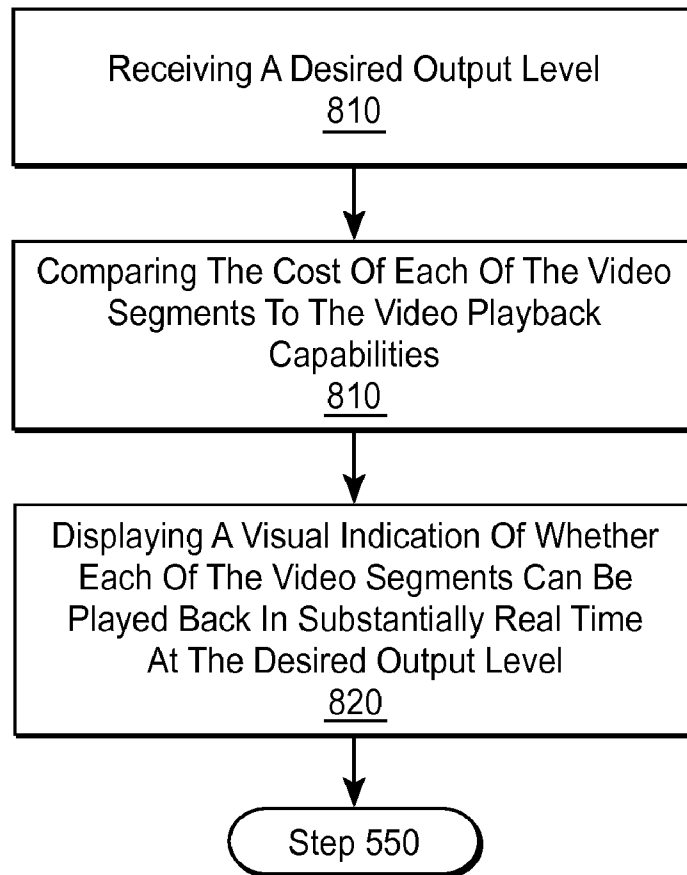 Receiving A Desired Output Level
810
Comparing The Cost Of Each Of The Video
Segments To The Video Playback
Capabilities
810
Displaying A Visual Indication Of Whether
Each Of The Video Segments Can Be
Played Back In Substantially Real Time
At The Desired Output Level
820
Step 550